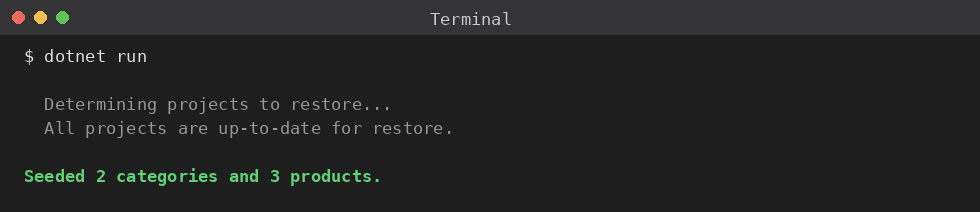 Terminal
$ dotnet run
Determining projects to restore...
All projects are up-to-date for restore.
Seeded 2 categories and 3 products.